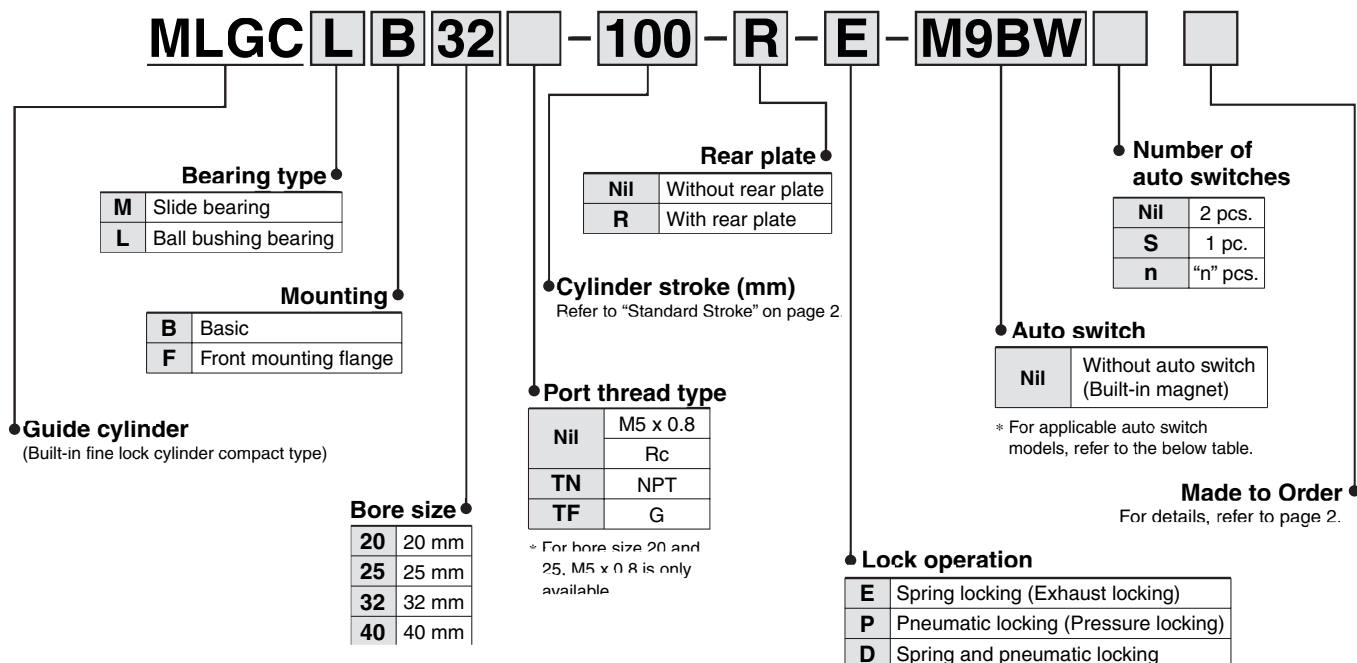 MLGC L B 32 - 100 - R - E - M9BW
Bearing type
M Slide bearing
L Ball bushing bearing
Mounting
B Basic
F Front mounting flange
Guide cylinder
(Built-in fine lock cylinder compact type)
Bore size
20 20 mm
25 25 mm
32 32 mm
40 40 mm
Rear plate
Nil Without rear plate
R With rear plate
Cylinder stroke (mm)
Refer to “Standard Stroke” on page 2.
Port thread type
Nil M5 x 0.8
Rc
TN NPT
TF G
* For bore size 20 and
25, M5 x 0.8 is only
available
Number of
auto switches
Nil 2 pcs.
S 1 pc.
n “n” pcs.
Auto switch
Nil Without auto switch
(Built-in magnet)
* For applicable auto switch
models, refer to the below table.
Made to Order
For details, refer to page 2.
Lock operation
E Spring locking (Exhaust locking)
P Pneumatic locking (Pressure locking)
D Spring and pneumatic locking